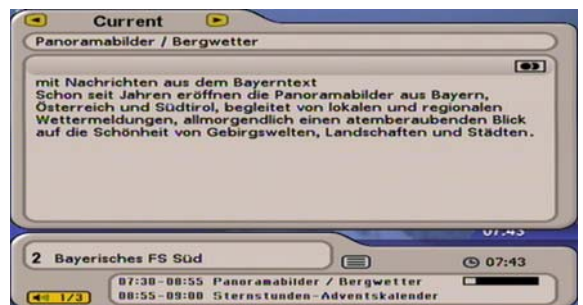 Current
Panoramabilder / Bergwetter
mit Nachrichten aus dem Bayerntext
Schon seit Jahren eröffnen die Panoramabilder aus Bayern,
Österreich und Südtirol, begleitet von lokalen und regionalen
Wettermeldungen, allmorgendlich einen atemberaubenden Blick
auf die Schönheit von Gebirgswelten, Landschaften und Städten.
07:43
2 Bayerisches FS Süd
07:43
07:30-08:55 Panoramabilder / Bergwetter
1/3
08:55-09:00 Sternstunden-Adventskalender